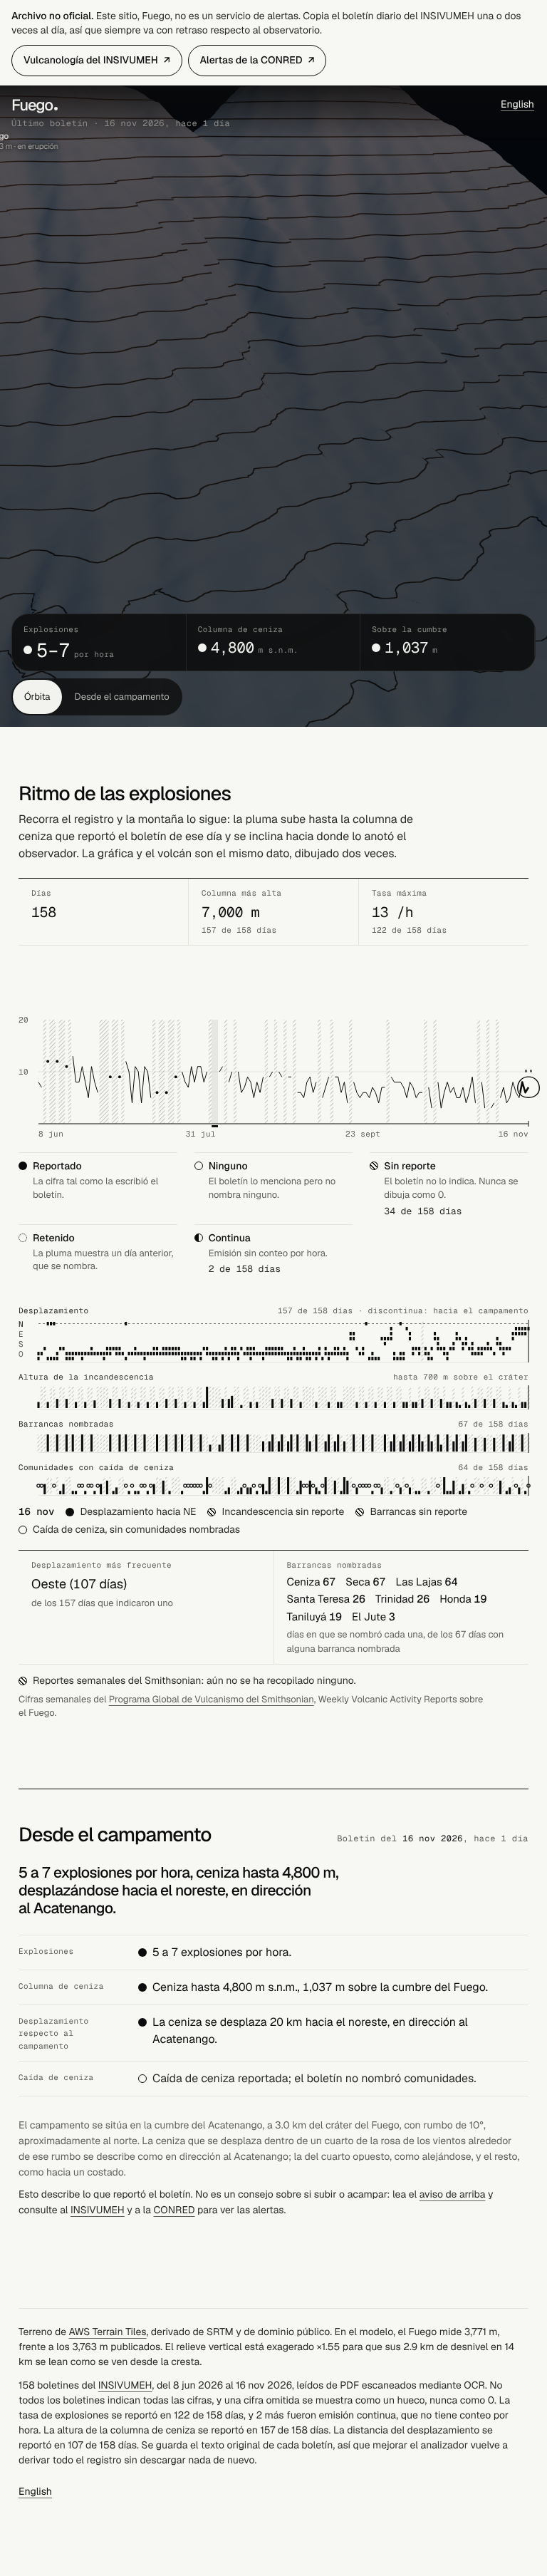 Archivo no oficial. Este sitio, Fuego, no es un servicio de alertas. Copia el boletín diario del INSIVUMEH una o dos
veces al día, así que siempre va con retraso respecto al observatorio.
Vulcanología del INSIVUMEH ↗ Alertas de la CONRED ↗
Fuego. English
Último boletín · 16 nov 2026, hace 1 día
go
3 m · en erupción
Explosiones Columna de ceniza Sobre la cumbre
5–7 por hora 4,800 m s.n.m. 1,037 m
Órbita Desde el campamento
Ritmo de las explosiones
Recorra el registro y la montaña lo sigue: la pluma sube hasta la columna de
ceniza que reportó el boletín de ese día y se inclina hacia donde lo anotó el
observador. La gráfica y el volcán son el mismo dato, dibujado dos veces.
Días Columna más alta Tasa máxima
158 7,000 m 13 /h
157 de 158 días 122 de 158 días
20
10
8 jun 31 jul 23 sept 16 nov
Reportado Ninguno Sin reporte
La cifra tal como la escribió el El boletín lo menciona pero no El boletín no lo indica. Nunca se
boletín. nombra ninguno. dibuja como 0.
34 de 158 días
Retenido Continua
La pluma muestra un día anterior, Emisión sin conteo por hora.
que se nombra. 2 de 158 días
Desplazamiento 157 de 158 días · discontinua: hacia el campamento
N
E
S
O
Altura de la incandescencia hasta 700 m sobre el cráter
Barrancas nombradas 67 de 158 días
Comunidades con caída de ceniza 64 de 158 días
16 nov Desplazamiento hacia NE Incandescencia sin reporte Barrancas sin reporte
Caída de ceniza, sin comunidades nombradas
Desplazamiento más frecuente Barrancas nombradas
Oeste (107 días) Ceniza 67 Seca 67 Las Lajas 64
de los 157 días que indicaron uno Santa Teresa 26 Trinidad 26 Honda 19
Taniluyá 19 El Jute 3
días en que se nombró cada una, de los 67 días con
alguna barranca nombrada
Reportes semanales del Smithsonian: aún no se ha recopilado ninguno.
Cifras semanales del Programa Global de Vulcanismo del Smithsonian, Weekly Volcanic Activity Reports sobre
el Fuego.
Desde el campamento Boletín del 16 nov 2026, hace 1 día
5 a 7 explosiones por hora, ceniza hasta 4,800 m,
desplazándose hacia el noreste, en dirección
al Acatenango.
Explosiones 5 a 7 explosiones por hora.
Columna de ceniza Ceniza hasta 4,800 m s.n.m., 1,037 m sobre la cumbre del Fuego.
Desplazamiento La ceniza se desplaza 20 km hacia el noreste, en dirección al
respecto al Acatenango.
campamento
Caída de ceniza Caída de ceniza reportada; el boletín no nombró comunidades.
El campamento se sitúa en la cumbre del Acatenango, a 3.0 km del cráter del Fuego, con rumbo de 10°,
aproximadamente al norte. La ceniza que se desplaza dentro de un cuarto de la rosa de los vientos alrededor
de ese rumbo se describe como en dirección al Acatenango; la del cuarto opuesto, como alejándose, y el resto,
como hacia un costado.
Esto describe lo que reportó el boletín. No es un consejo sobre si subir o acampar: lea el aviso de arriba y
consulte al INSIVUMEH y a la CONRED para ver las alertas.
Terreno de AWS Terrain Tiles, derivado de SRTM y de dominio público. En el modelo, el Fuego mide 3,771 m,
frente a los 3,763 m publicados. El relieve vertical está exagerado ×1.55 para que sus 2.9 km de desnivel en 14
km se lean como se ven desde la cresta.
158 boletines del INSIVUMEH, del 8 jun 2026 al 16 nov 2026, leídos de PDF escaneados mediante OCR. No
todos los boletines indican todas las cifras, y una cifra omitida se muestra como un hueco, nunca como 0. La
tasa de explosiones se reportó en 122 de 158 días, y 2 más fueron emisión continua, que no tiene conteo por
hora. La altura de la columna de ceniza se reportó en 157 de 158 días. La distancia del desplazamiento se
reportó en 107 de 158 días. Se guarda el texto original de cada boletín, así que mejorar el analizador vuelve a
derivar todo el registro sin descargar nada de nuevo.
English